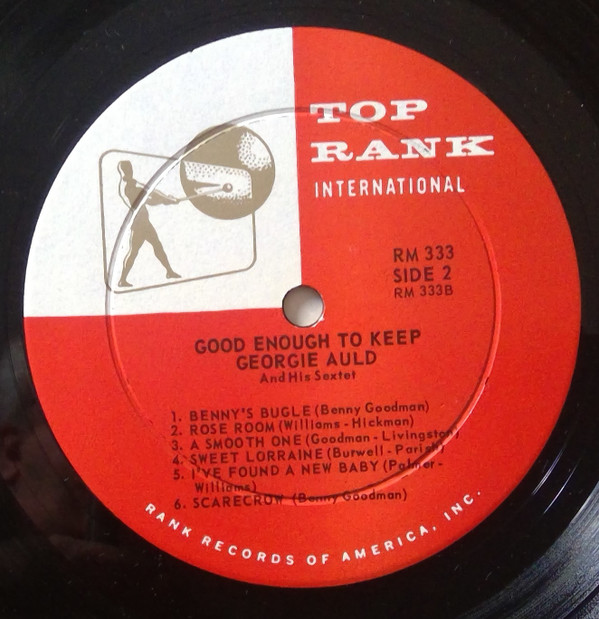 TOP
RANK
INTERNATIONAL
RM 333
SIDE 2
RM 333B
GOOD ENOUGH TO KEEP
GEORGIE AULD
And His Sextet
1. BENNY'S BUGLE (Benny Goodman)
2. ROSE ROOM (Williams - Hickman)
3. A SMOOTH ONE (Goodman - Livingston)
4. SWEET LORRAINE (Burwell - Parish)
5. I'VE FOUND A NEW BABY (Palmer -
Williams)
6. SCARECROW (Benny Goodman)
RANK RECORDS OF AMERICA, INC.